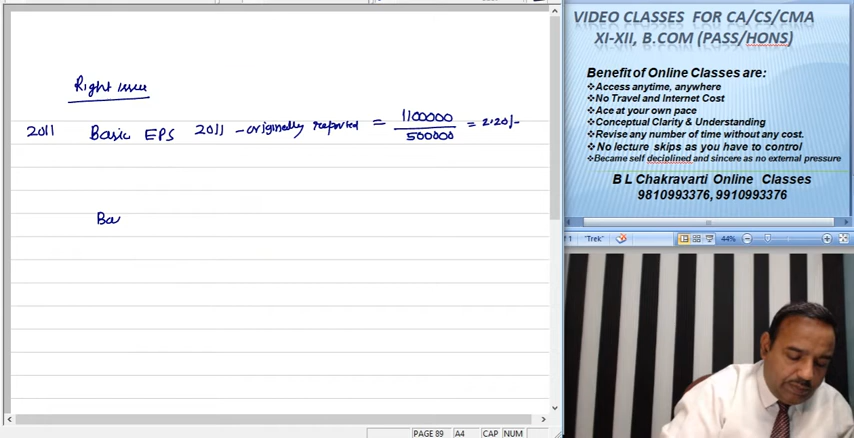 Right issue
2011 Basic EPS 2011 - originally reported = 1100000 / 500000 = 2.20/-
Ba
PAGE 89 A4 CAP NUM
VIDEO CLASSES FOR CA/CS/CMA
XI-XII, B.COM (PASS/HONS)
Benefit of Online Classes are:
❖Access anytime, anywhere
❖No Travel and Internet Cost
❖Ace at your own pace
❖Conceptual Clarity & Understanding
❖Revise any number of time without any cost.
❖No lecture skips as you have to control
❖Became self deciplined and sincere as no external pressure
B L Chakravarti Online Classes
9810993376, 9910993376
of 1 "Trek" 44%